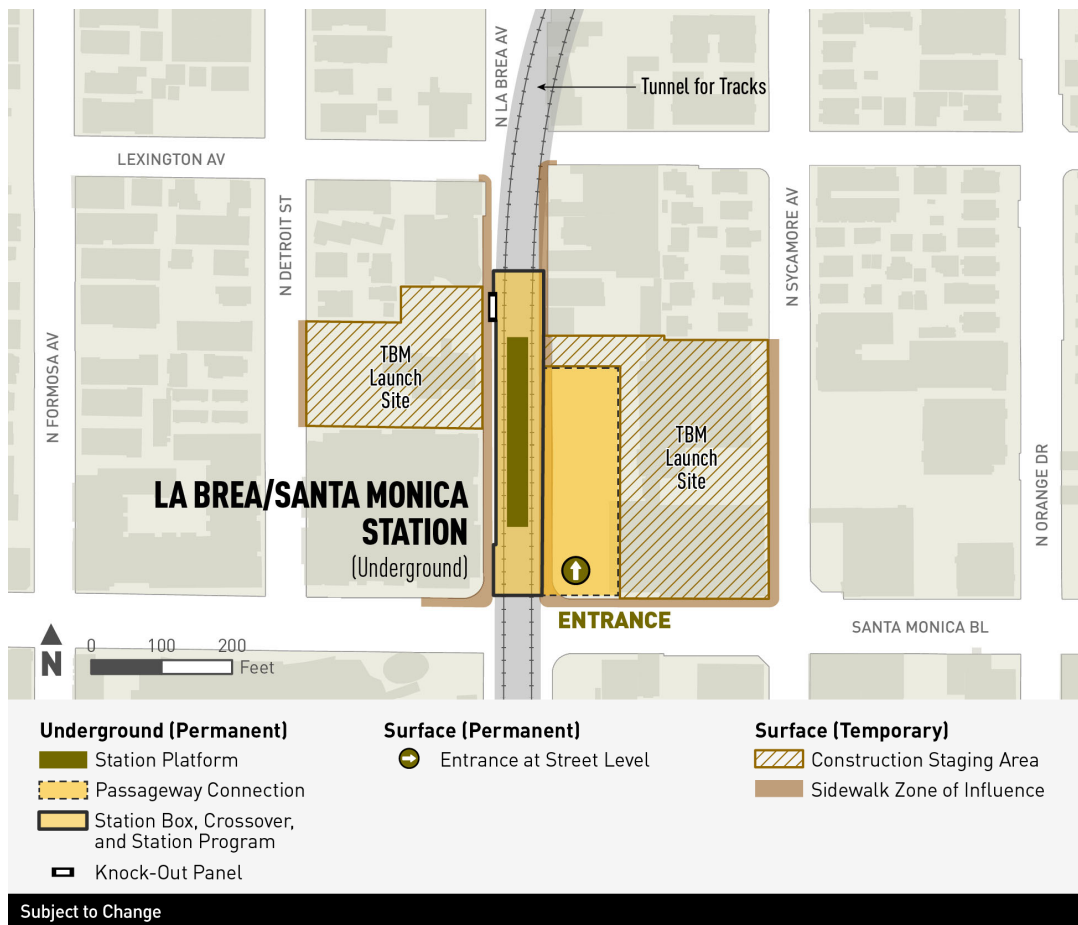 N LA BREA AV
Tunnel for Tracks
LEXINGTON AV
N DETROIT ST
N SYCAMORE AV
N FORMOSA AV
TBM
Launch
Site
TBM
Launch
Site
N ORANGE DR
LA BREA/SANTA MONICA
STATION
(Underground)
ENTRANCE
SANTA MONICA BL
N
0 100 200
Feet
Underground (Permanent)
Station Platform
Passageway Connection
Station Box, Crossover,
and Station Program
Knock-Out Panel
Surface (Permanent)
Entrance at Street Level
Surface (Temporary)
Construction Staging Area
Sidewalk Zone of Influence
Subject to Change